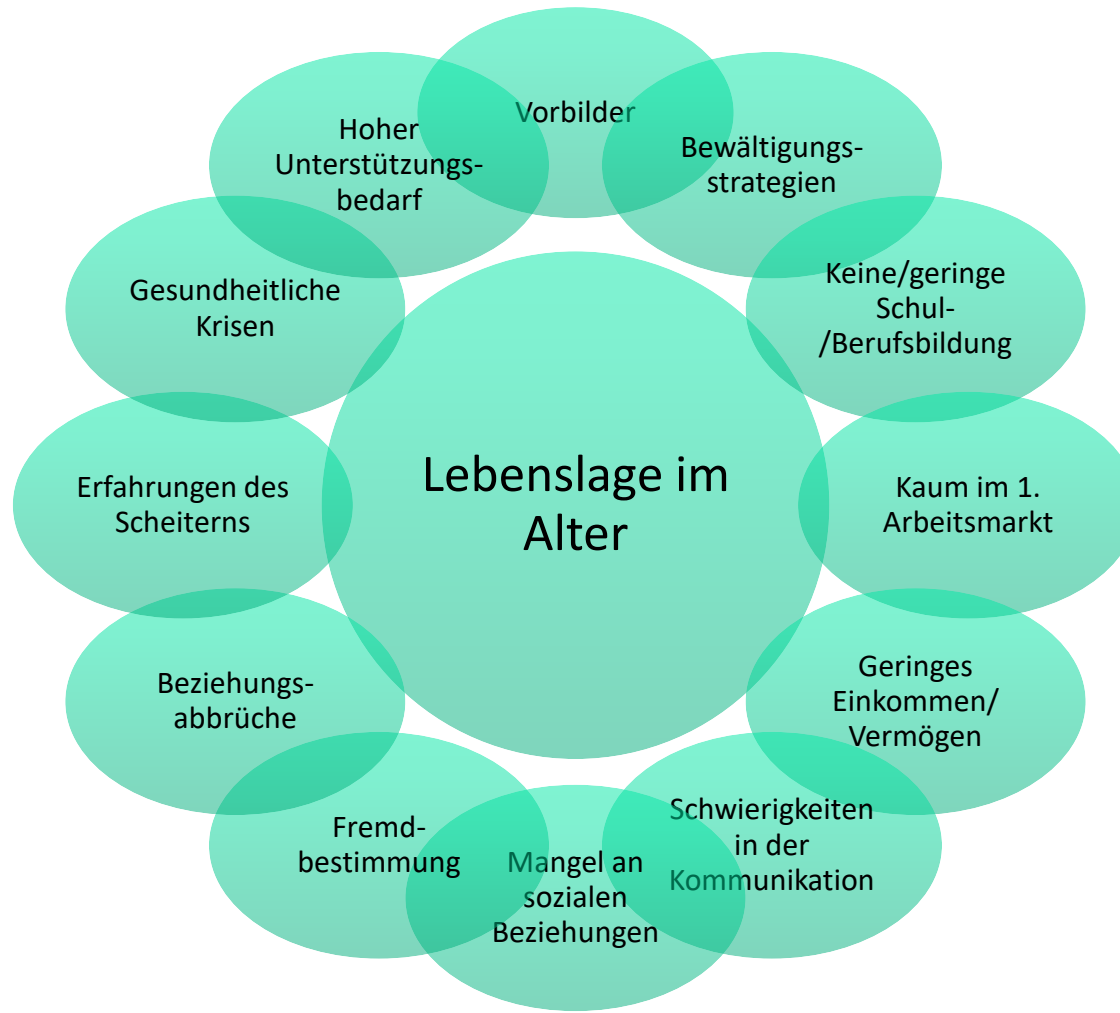 Lebenslage im
Alter
Vorbilder
Bewältigungs-
strategien
Keine/geringe
Schul-
/Berufsbildung
Kaum im 1.
Arbeitsmarkt
Geringes
Einkommen/
Vermögen
Schwierigkeiten
in der
Kommunikation
Mangel an
sozialen
Beziehungen
Fremd-
bestimmung
Beziehungs-
abbrüche
Erfahrungen des
Scheiterns
Gesundheitliche
Krisen
Hoher
Unterstützungs-
bedarf